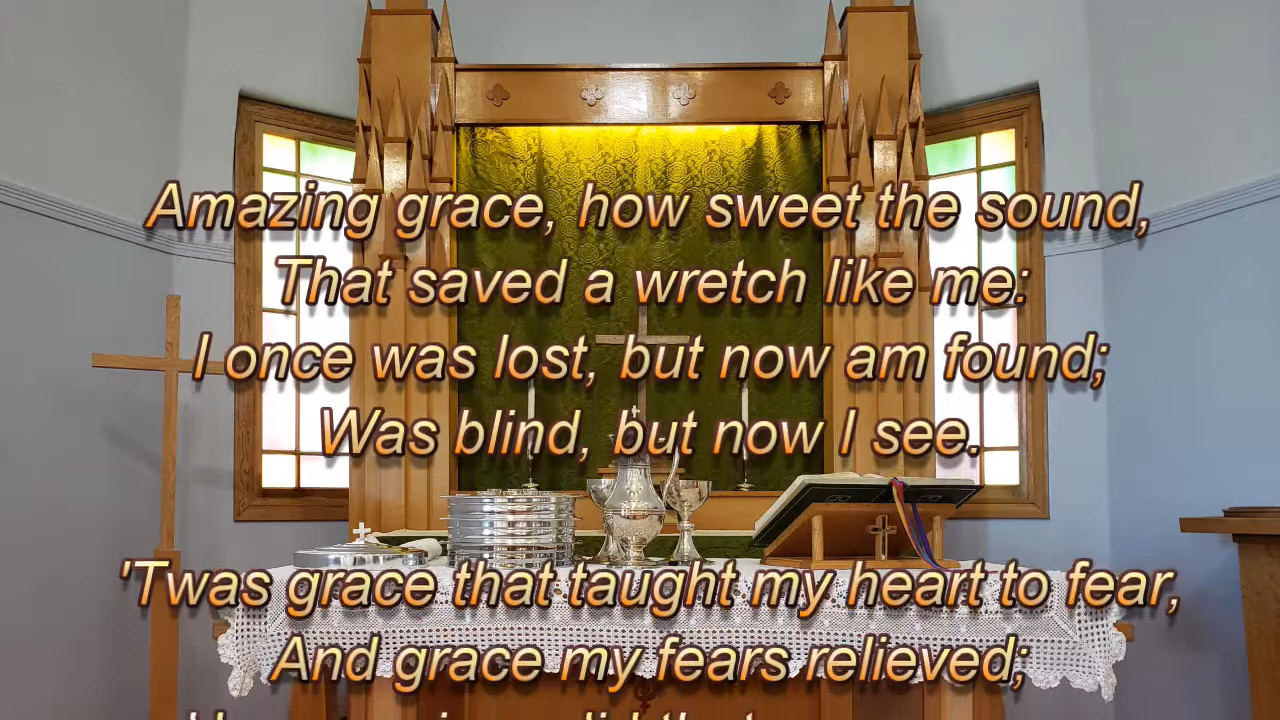 Amazing grace, how sweet the sound,
That saved a wretch like me:
I once was lost, but now am found;
Was blind, but now I see.
'Twas grace that taught my heart to fear,
And grace my fears relieved;